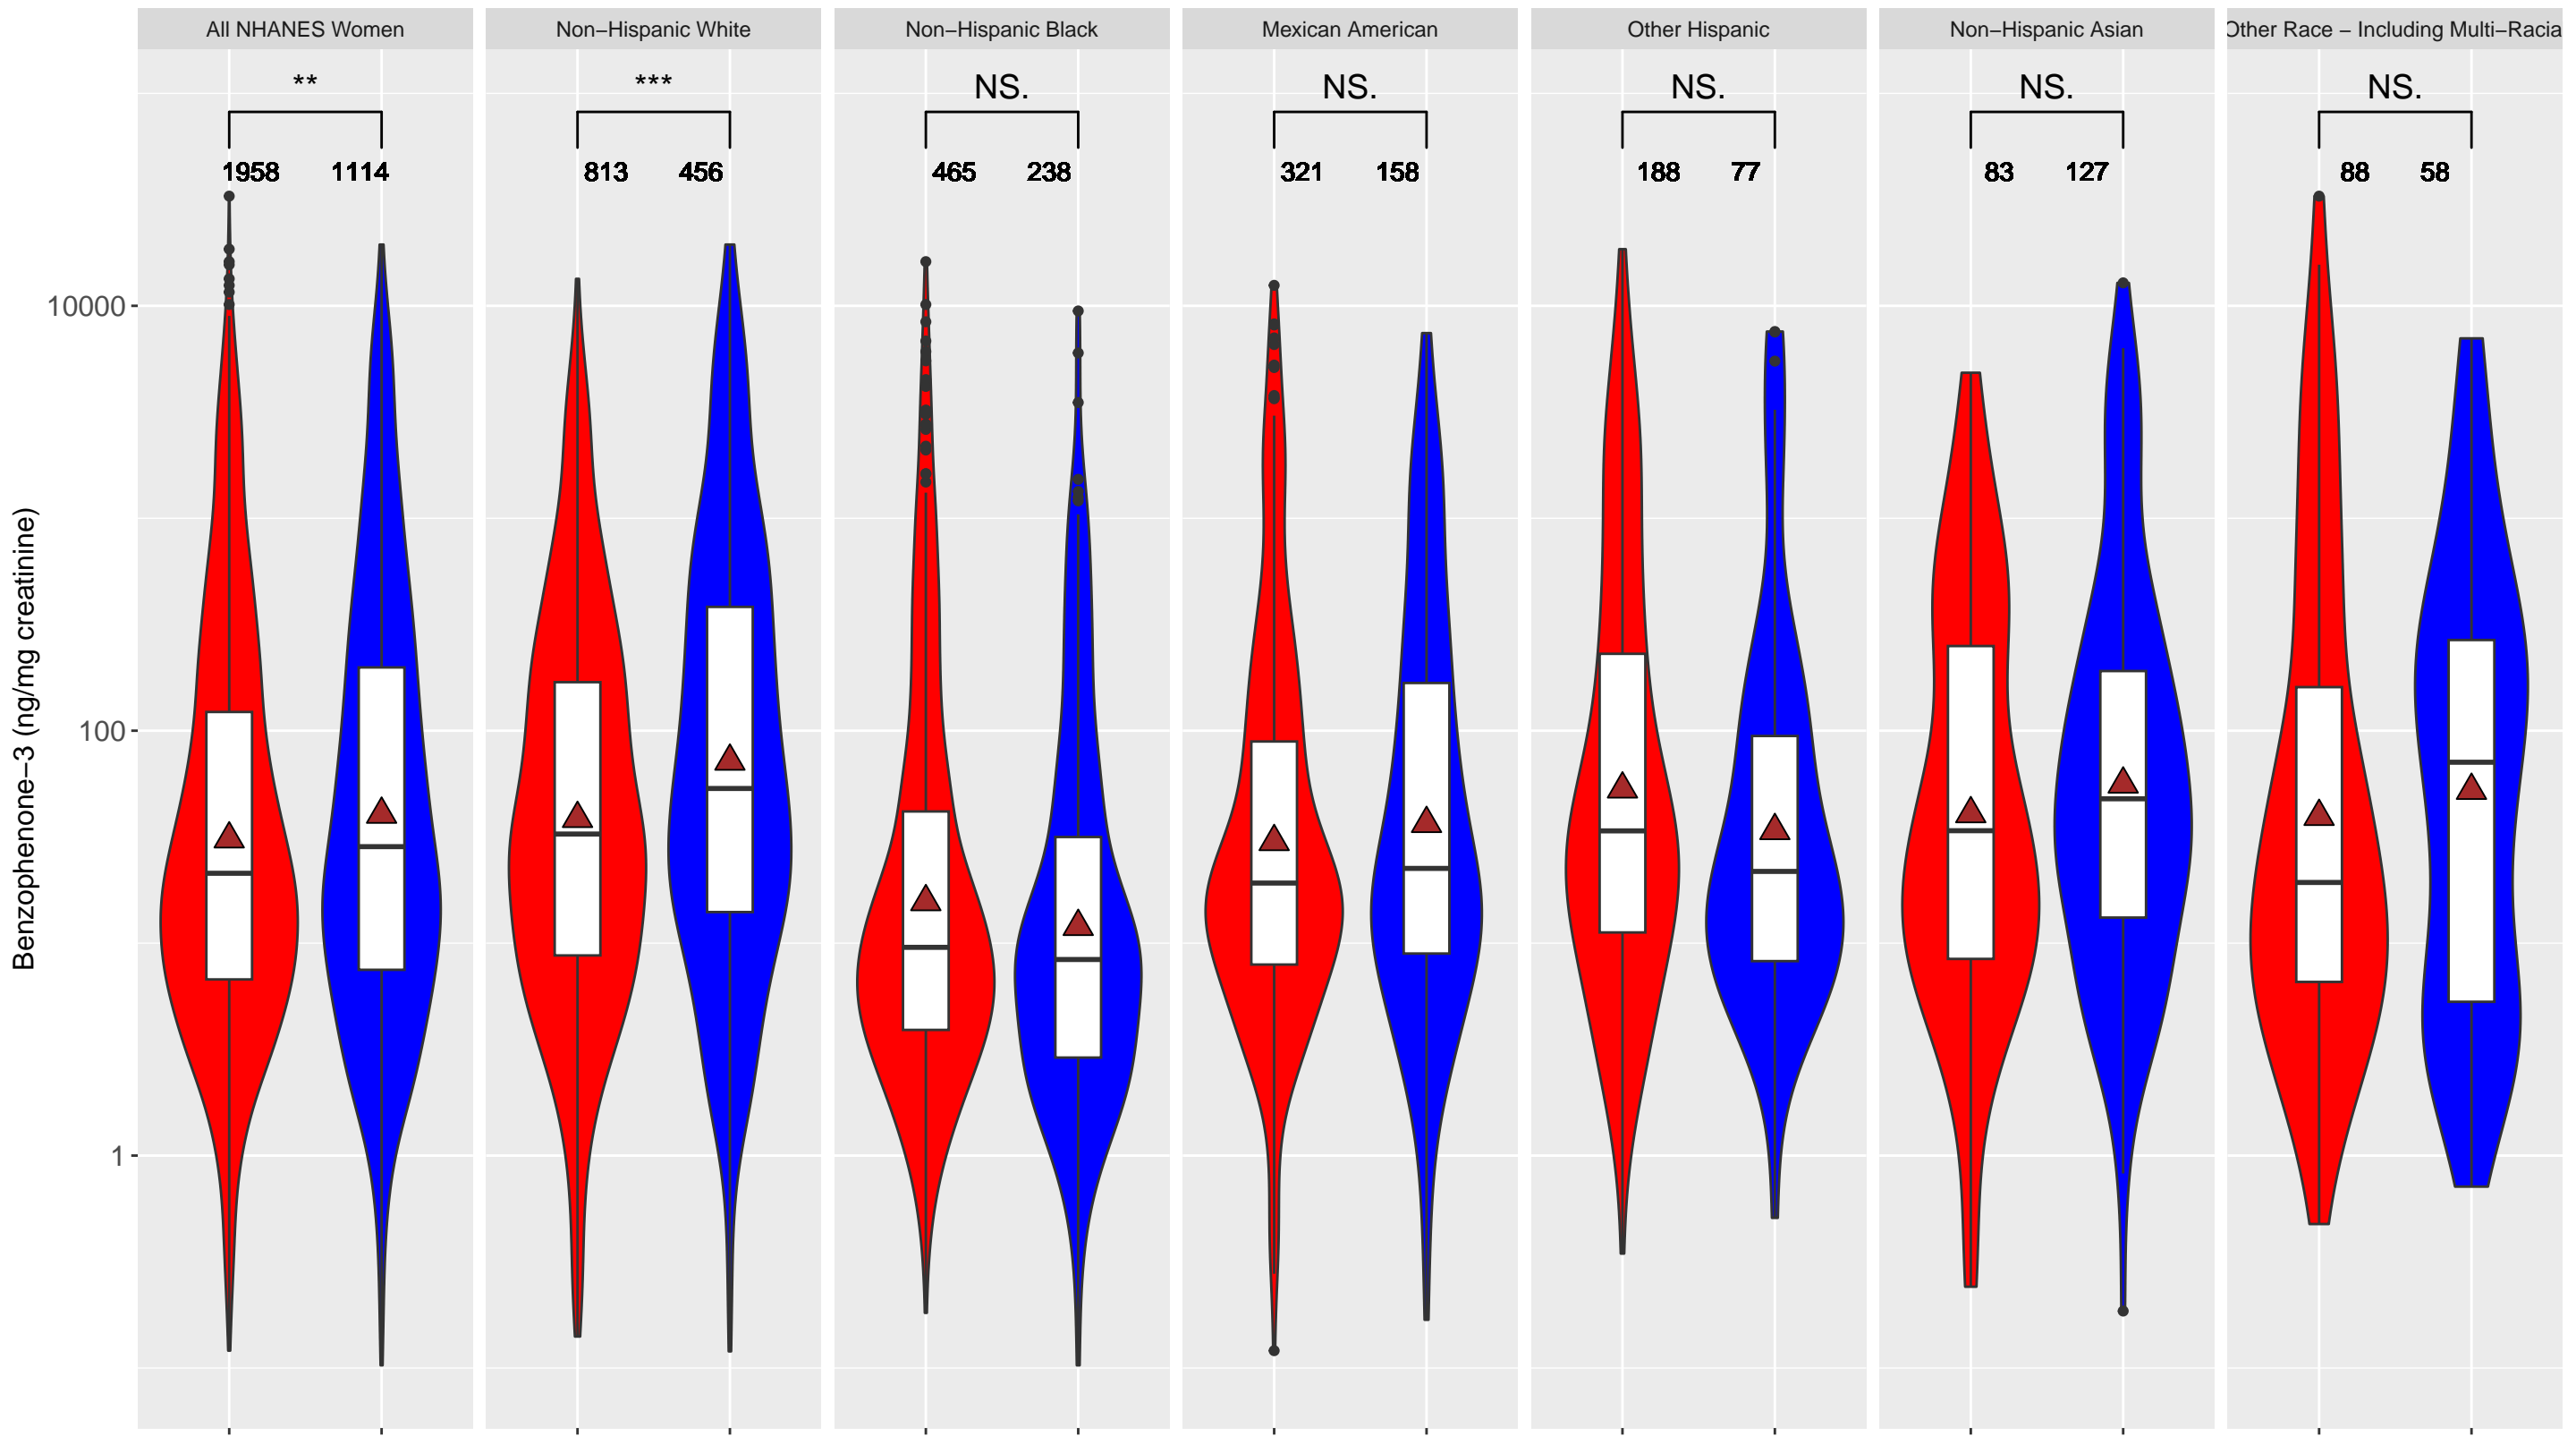 All NHANES Women
Non−Hispanic White
Non−Hispanic Black
Mexican American
Other Hispanic
Non−Hispanic Asian
Other Race − Including Multi−Racia
**
***
NS.
NS.
NS.
NS.
NS.
1958 1114
813 456
465 238
321 158
188 77
83 127
88 58
10000
100
1
Benzophenone−3 (ng/mg creatinine)